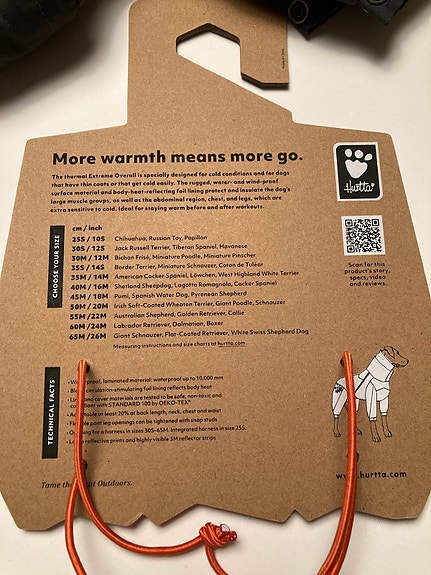 More warmth means more go.
The thermal Extreme Overall is specially designed for cold conditions and for dogs
that have thin coats or that get cold easily. The rugged, water- and wind-proof
surface material and body-heat-reflecting foil lining protect and insulate the dog's
large muscle groups, as well as the abdominal region, chest, and legs, which are
extra sensitive to cold. Ideal for staying warm before and after workouts.
Hurtta
CHOOSE YOUR SIZE
cm / inch
25S / 10S Chihuahua, Russian Toy, Papillon
30S / 12S Jack Russell Terrier, Tibetan Spaniel, Havanese
30M / 12M Bichon Frisé, Miniature Poodle, Miniature Pinscher
35S / 14S Border Terrier, Miniature Schnauzer, Coton de Tuléar
35M / 14M American Cocker Spaniel, Löwchen, West Highland White Terrier
40M / 16M Shetland Sheepdog, Lagotto Romagnolo, Cocker Spaniel
45M / 18M Pumi, Spanish Water Dog, Pyrenean Shepherd
50M / 20M Irish Soft-Coated Wheaten Terrier, Giant Poodle, Schnauzer
55M / 22M Australian Shepherd, Golden Retriever, Collie
60M / 24M Labrador Retriever, Dalmatian, Boxer
65M / 26M Giant Schnauzer, Flat-Coated Retriever, White Swiss Shepherd Dog
Measuring instructions and size charts at hurtta.com
Scan for this
product's story,
specs, video
and reviews.
TECHNICAL FACTS
proof, laminated material: waterproof up to 10,000 mm
circulation-stimulating foil lining reflects body heat
and cover materials are tested to be safe, non-toxic and
with STANDARD 100 by OEKO-TEX®
at least 20% at back length, neck, chest and waist
pant leg openings can be tightened with snap studs
for a harness in sizes 30S-65M. Integrated harness in size 25S.
reflective prints and highly visible 3M reflector strips
Tame the Outdoors.
www.hurtta.com